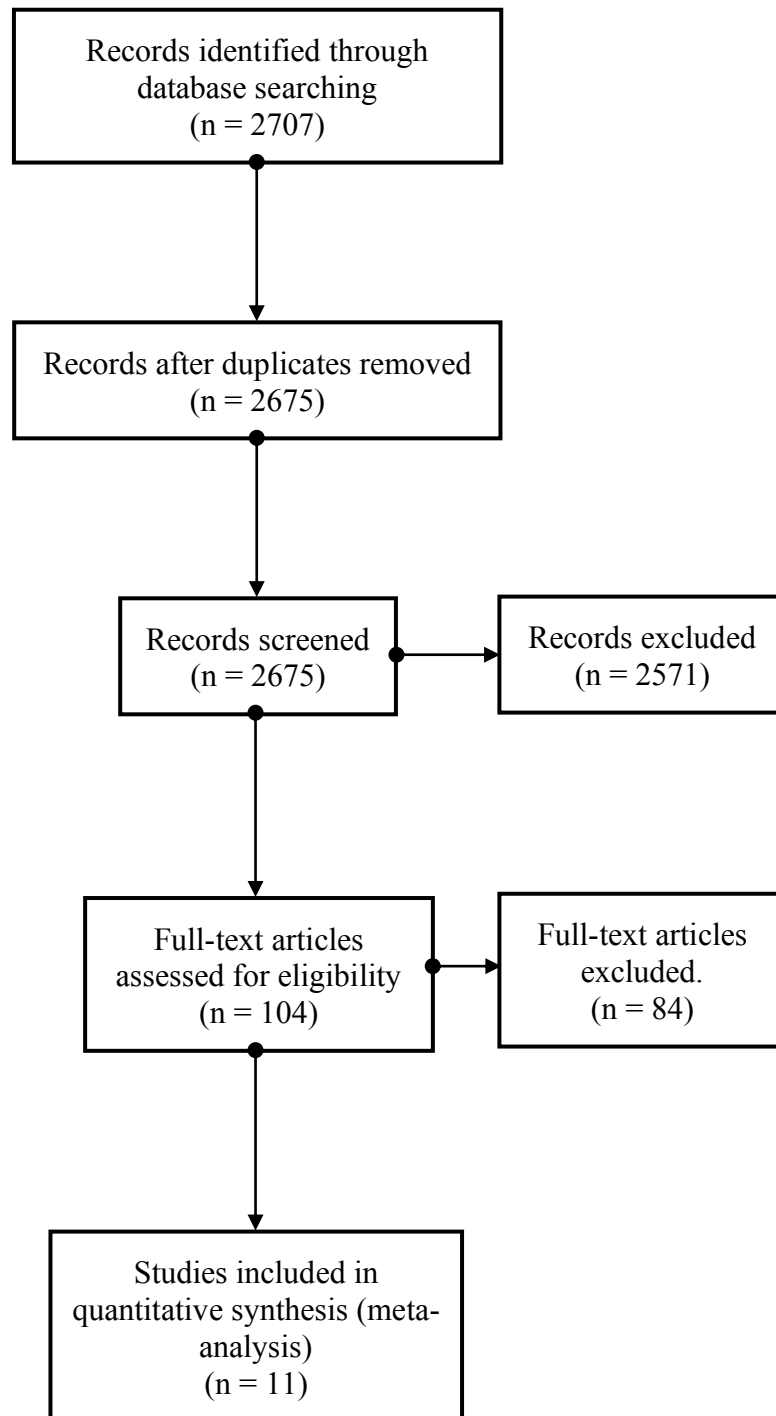 Records identified through
database searching
(n = 2707)
Records after duplicates removed
(n = 2675)
Records screened
(n = 2675)
Records excluded
(n = 2571)
Full-text articles
assessed for eligibility
(n = 104)
Full-text articles
excluded.
(n = 84)
Studies included in
quantitative synthesis (meta-
analysis)
(n = 11)